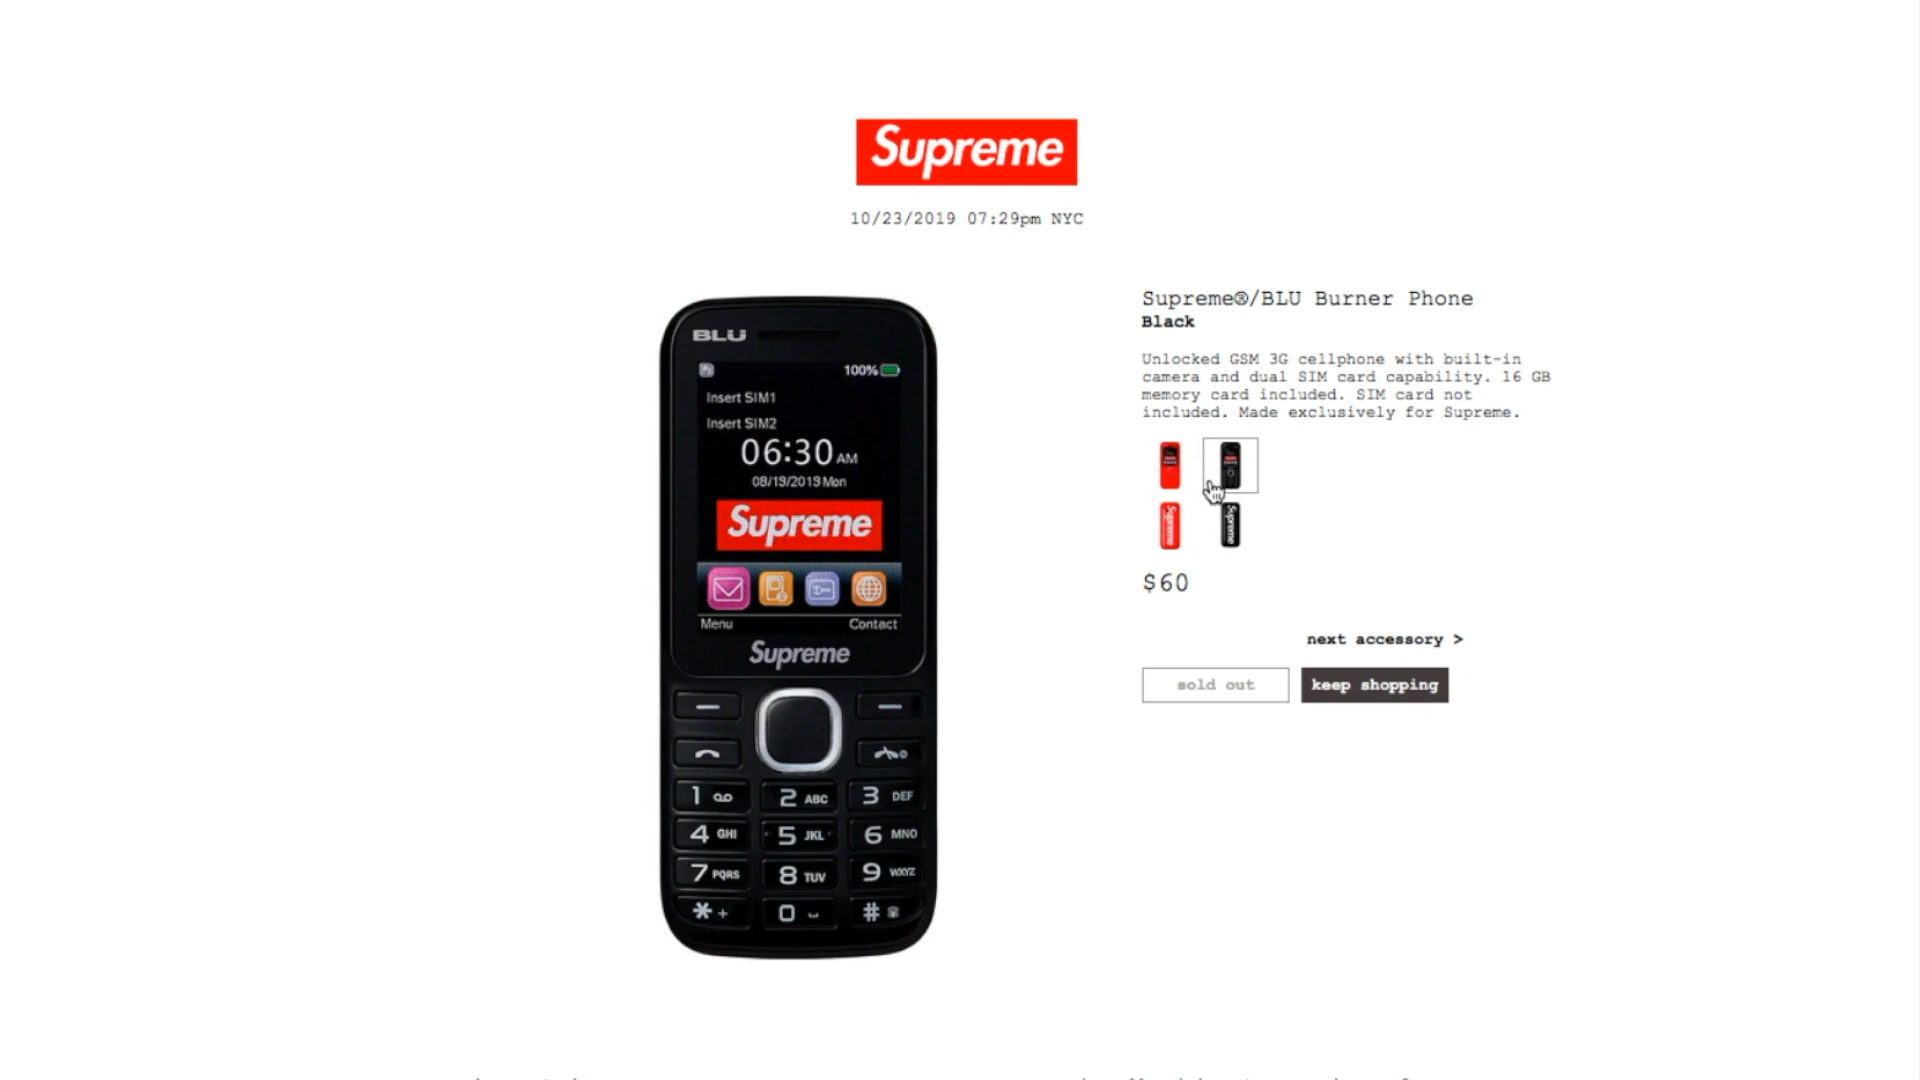 Supreme
10/23/2019 07:29pm NYC
BLU
100%
Insert SIM1
Insert SIM2
06:30 AM
08/19/2019 Mon
Supreme
Menu Contact
Supreme
1
2 ABC
3 DEF
4 GHI
5 JKL
6 MNO
7 PQRS
8 TUV
9 WXYZ
* +
0
#
Supreme®/BLU Burner Phone
Black
Unlocked GSM 3G cellphone with built-in
camera and dual SIM card capability. 16 GB
memory card included. SIM card not
included. Made exclusively for Supreme.
Supreme
Supreme
$60
next accessory >
sold out
keep shopping